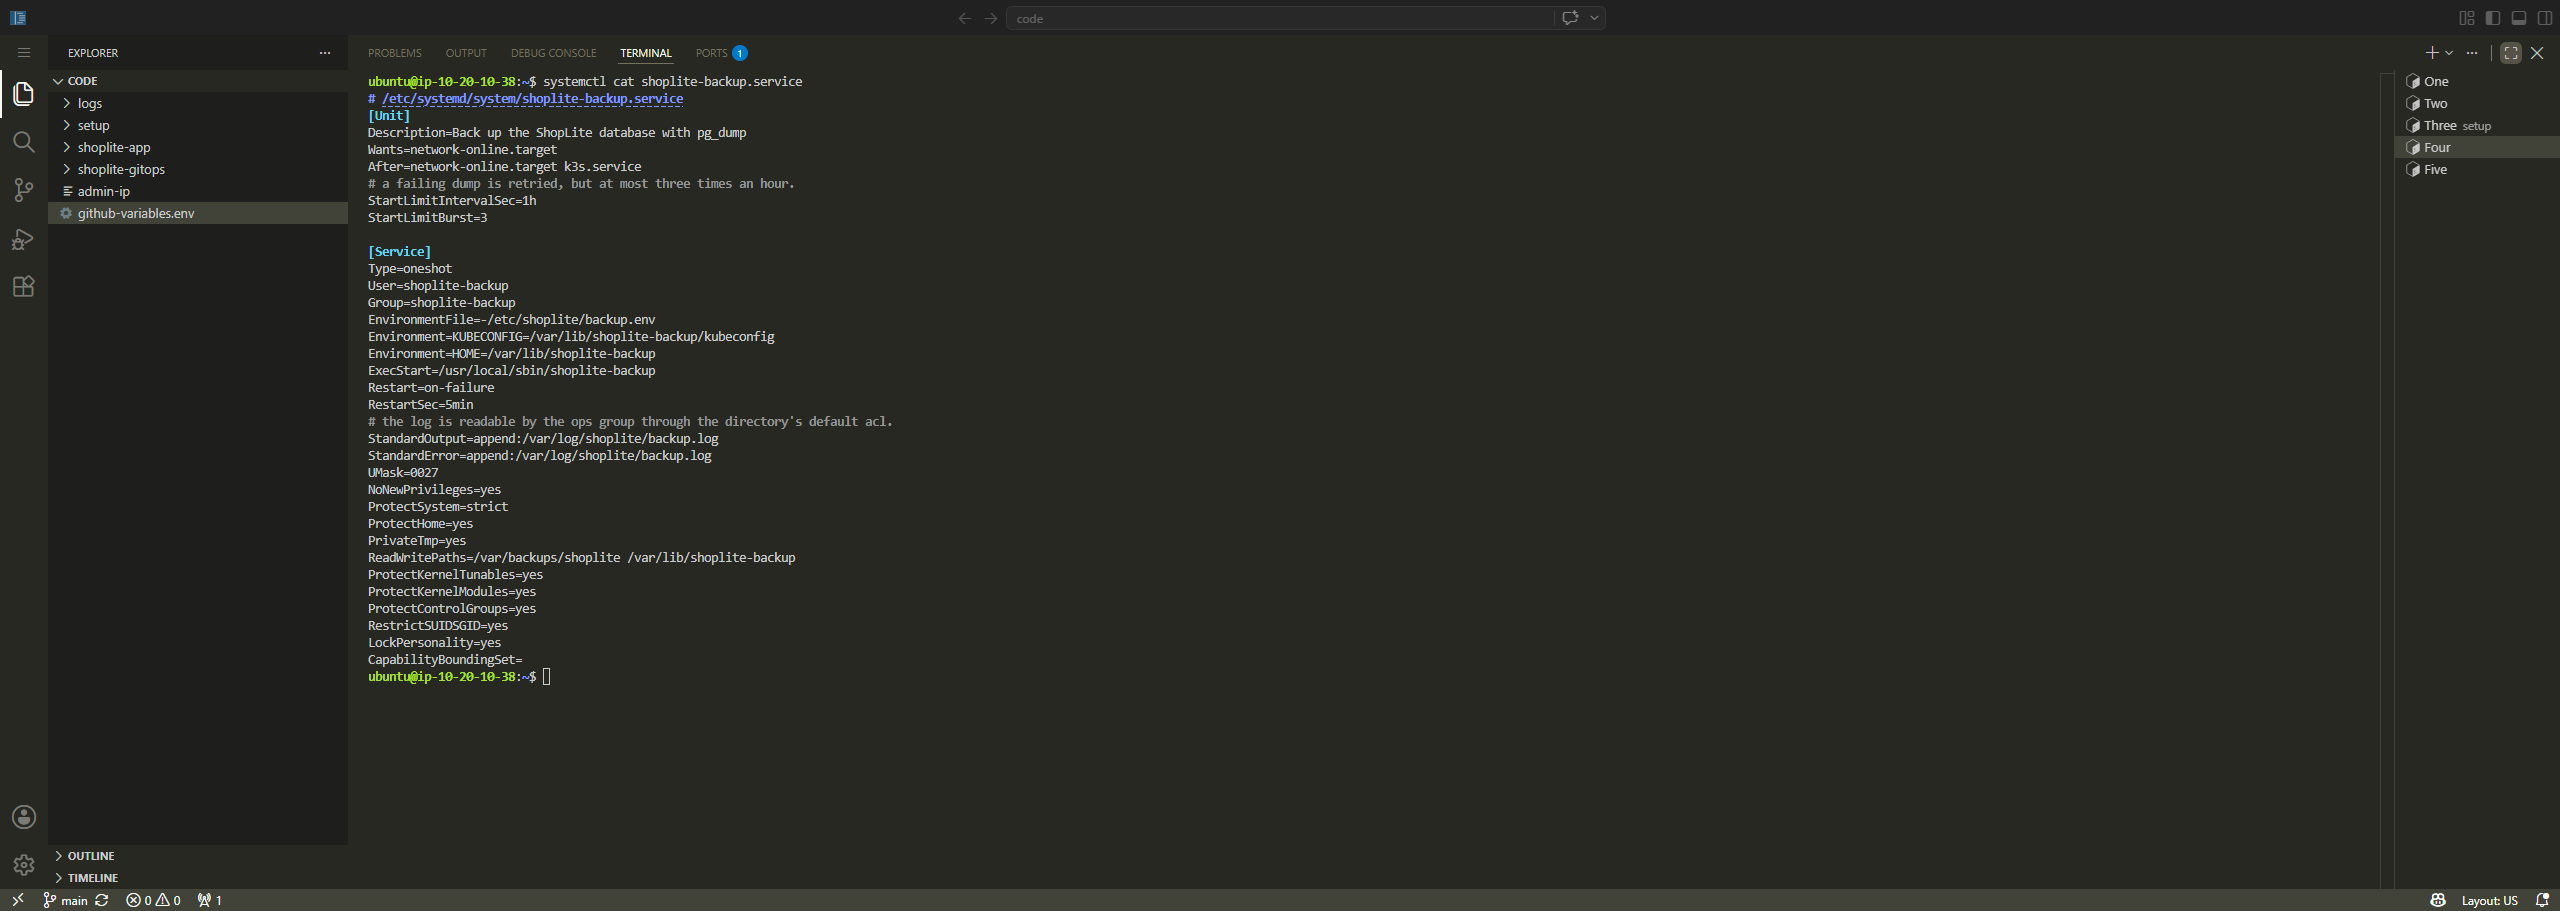 code
EXPLORER
CODE
logs
setup
shoplite-app
shoplite-gitops
admin-ip
github-variables.env
OUTLINE
TIMELINE
PROBLEMS OUTPUT DEBUG CONSOLE TERMINAL PORTS 1
ubuntu@ip-10-20-10-38:~$ systemctl cat shoplite-backup.service
# /etc/systemd/system/shoplite-backup.service
[Unit]
Description=Back up the ShopLite database with pg_dump
Wants=network-online.target
After=network-online.target k3s.service
# a failing dump is retried, but at most three times an hour.
StartLimitIntervalSec=1h
StartLimitBurst=3

[Service]
Type=oneshot
User=shoplite-backup
Group=shoplite-backup
EnvironmentFile=-/etc/shoplite/backup.env
Environment=KUBECONFIG=/var/lib/shoplite-backup/kubeconfig
Environment=HOME=/var/lib/shoplite-backup
ExecStart=/usr/local/sbin/shoplite-backup
Restart=on-failure
RestartSec=5min
# the log is readable by the ops group through the directory's default acl.
StandardOutput=append:/var/log/shoplite/backup.log
StandardError=append:/var/log/shoplite/backup.log
UMask=0027
NoNewPrivileges=yes
ProtectSystem=strict
ProtectHome=yes
PrivateTmp=yes
ReadWritePaths=/var/backups/shoplite /var/lib/shoplite-backup
ProtectKernelTunables=yes
ProtectKernelModules=yes
ProtectControlGroups=yes
RestrictSUIDSGID=yes
LockPersonality=yes
CapabilityBoundingSet=
ubuntu@ip-10-20-10-38:~$
One
Two
Three setup
Four
Five
main 0 0 1
Layout: US